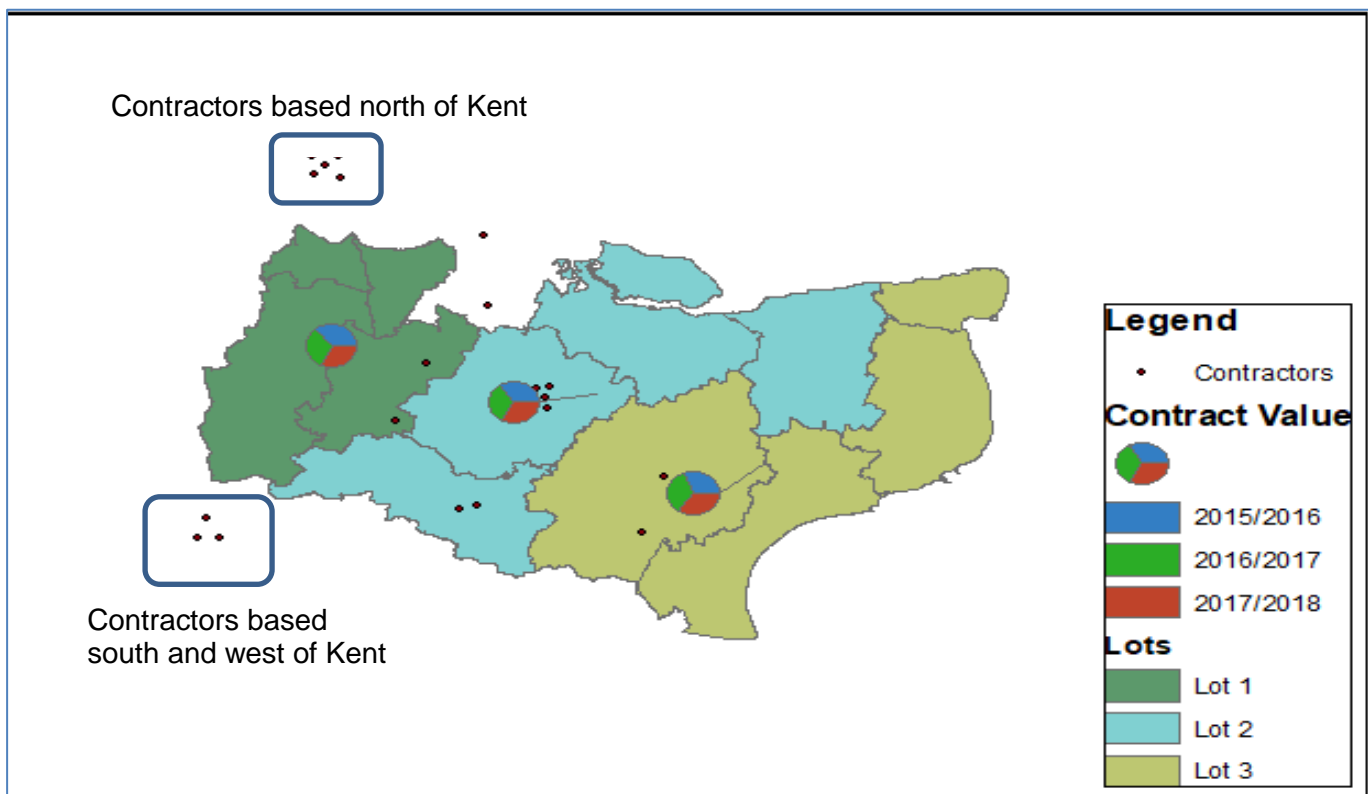 Contractors based north of Kent
Contractors based
south and west of Kent
Legend
Contractors
Contract Value
2015/2016
2016/2017
2017/2018
Lots
Lot 1
Lot 2
Lot 3